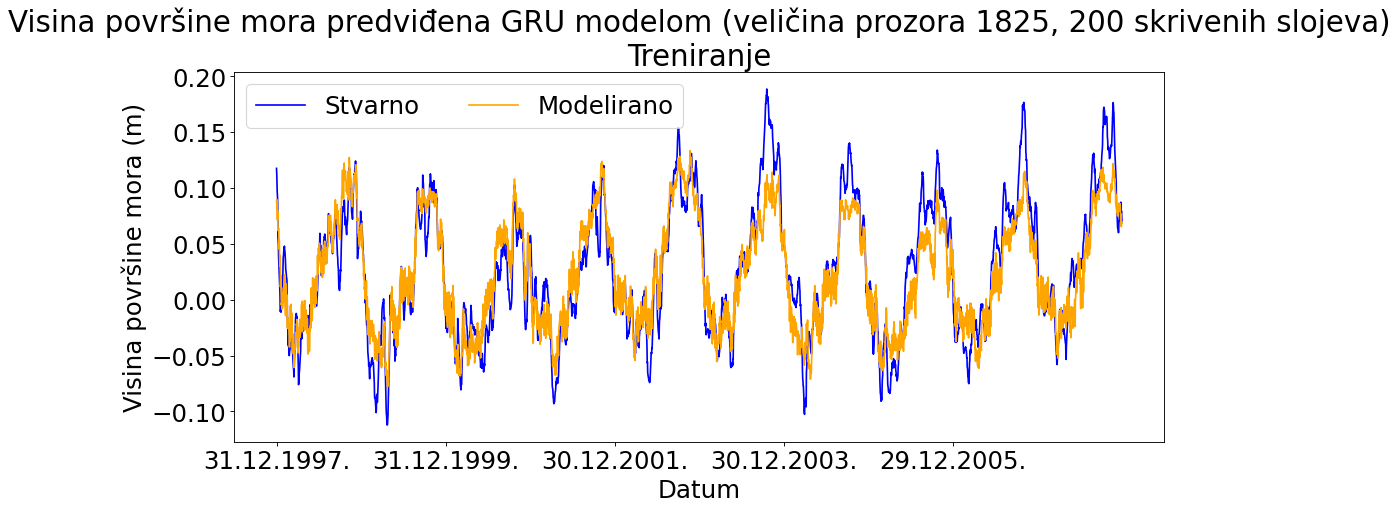 Visina površine mora predviđena GRU modelom (veličina prozora 1825, 200 skrivenih slojeva)
Treniranje
Stvarno Modelirano
Visina površine mora (m)
0.20
0.15
0.10
0.05
0.00
−0.05
−0.10
31.12.1997. 31.12.1999. 30.12.2001. 30.12.2003. 29.12.2005.
Datum